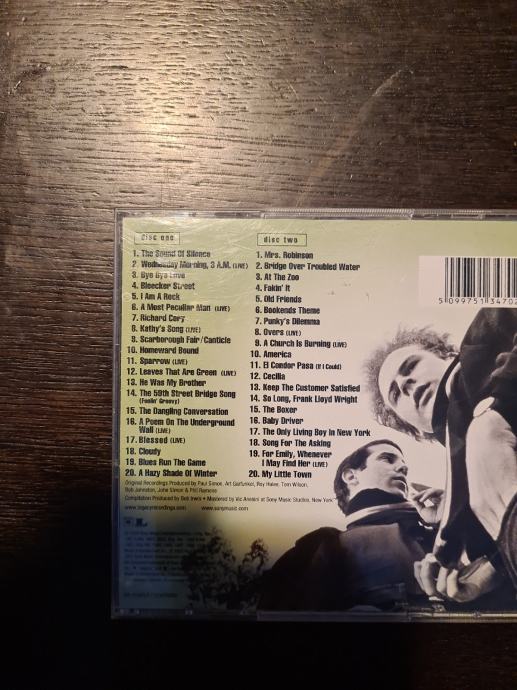 disc one
1. The Sound Of Silence
2. Wednesday Morning, 3 A.M. (LIVE)
3. Bye Bye Love
4. Bleecker Street
5. I Am A Rock
6. A Most Peculiar Man (LIVE)
7. Richard Cory
8. Kathy's Song (LIVE)
9. Scarborough Fair/Canticle
10. Homeward Bound
11. Sparrow (LIVE)
12. Leaves That Are Green (LIVE)
13. He Was My Brother
14. The 59th Street Bridge Song
(Feelin' Groovy)
15. The Dangling Conversation
16. A Poem On The Underground
Wall (LIVE)
17. Blessed (LIVE)
18. Cloudy
19. Blues Run The Game
20. A Hazy Shade Of Winter
disc two
1. Mrs. Robinson
2. Bridge Over Troubled Water
3. At The Zoo
4. Fakin' It
5. Old Friends
6. Bookends Theme
7. Punky's Dilemma
8. Overs (LIVE)
9. A Church Is Burning (LIVE)
10. America
11. El Condor Pasa (If I Could)
12. Cecilia
13. Keep The Customer Satisfied
14. So Long, Frank Lloyd Wright
15. The Boxer
16. Baby Driver
17. The Only Living Boy In New York
18. Song For The Asking
19. For Emily, Whenever
I May Find Her (LIVE)
20. My Little Town
Original Recordings Produced by Paul Simon, Art Garfunkel, Roy Halee, Tom Wilson,
Bob Johnston, John Simon & Phil Ramone
Compilation Produced by Bob Irwin • Mastered by Vic Anesini at Sony Music Studios, New York
www.legacyrecordings.com www.sonymusic.com
5 099751 34702